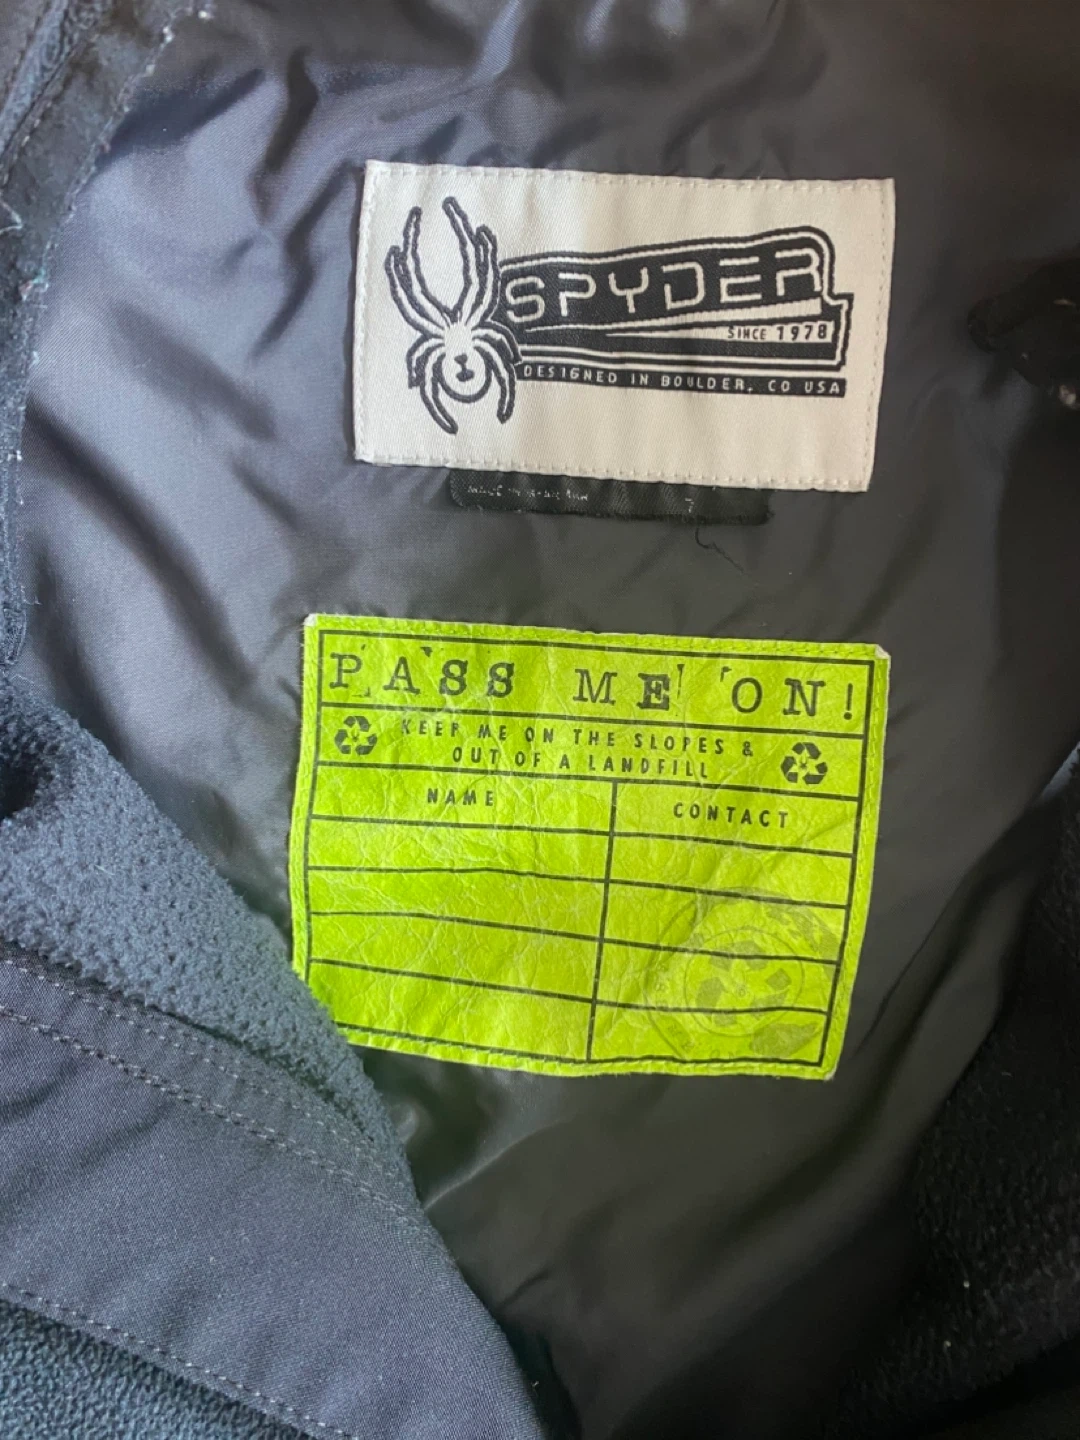 SPYDER
SINCE 1978
DESIGNED IN BOULDER, CO USA
PASS ME ON!
KEEP ME ON THE SLOPES &
OUT OF A LANDFILL
NAME
CONTACT